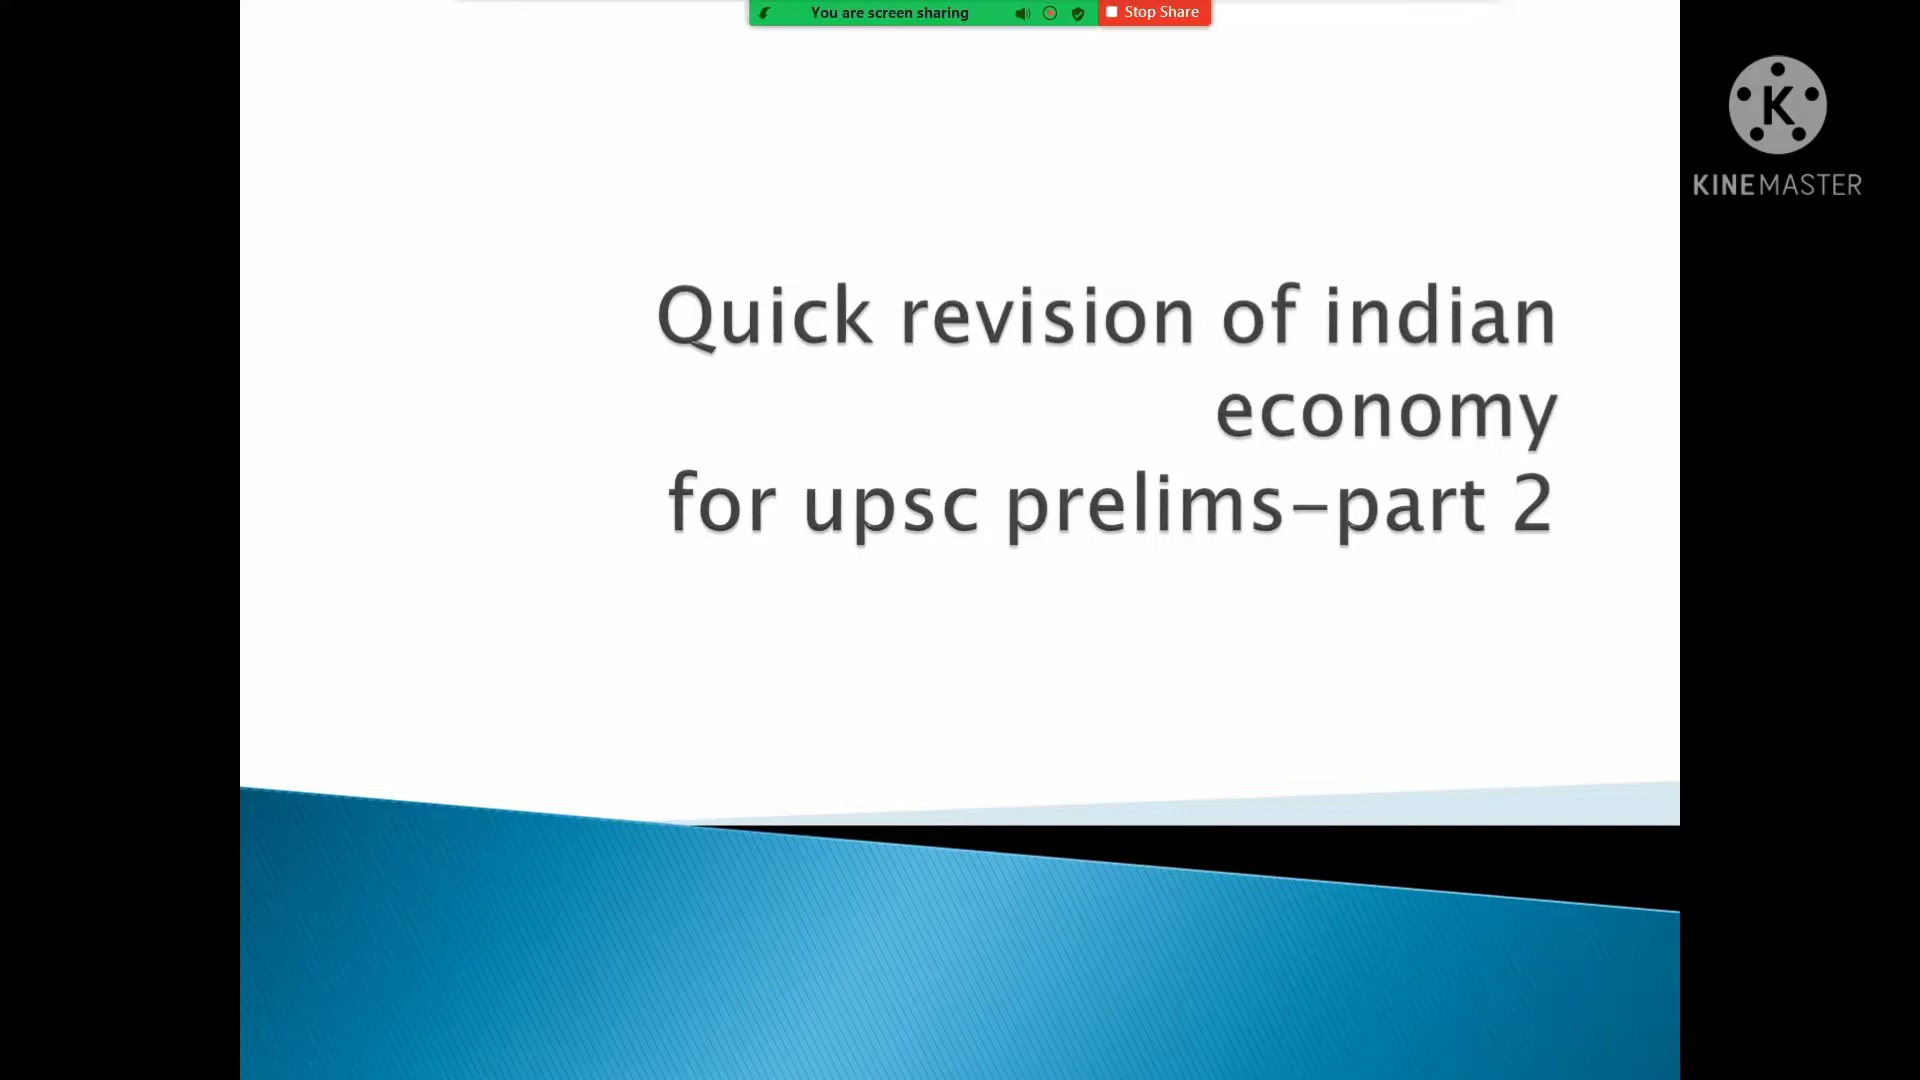 You are screen sharing
Stop Share
K
KINEMASTER
Quick revision of indian
economy
for upsc prelims-part 2